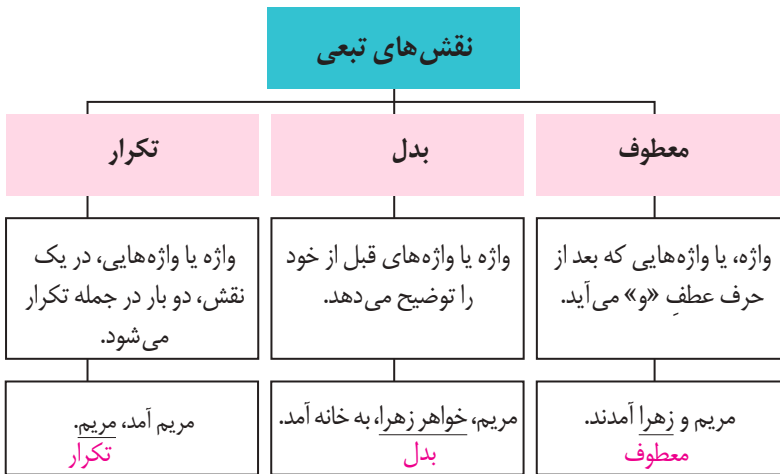 نقش‌های تبعی
معطوف
بدل
تکرار
واژه، یا واژه‌هایی که بعد از
حرف عطفِ «و» می‌آید.
واژه یا واژه‌های قبل از خود
را توضیح می‌دهد.
واژه یا واژه‌هایی، در یک
نقش، دو بار در جمله تکرار
می‌شود.
مریم و زهرا آمدند.
معطوف
مریم، خواهر زهرا، به خانه آمد.
بدل
مریم آمد، مریم.
تکرار